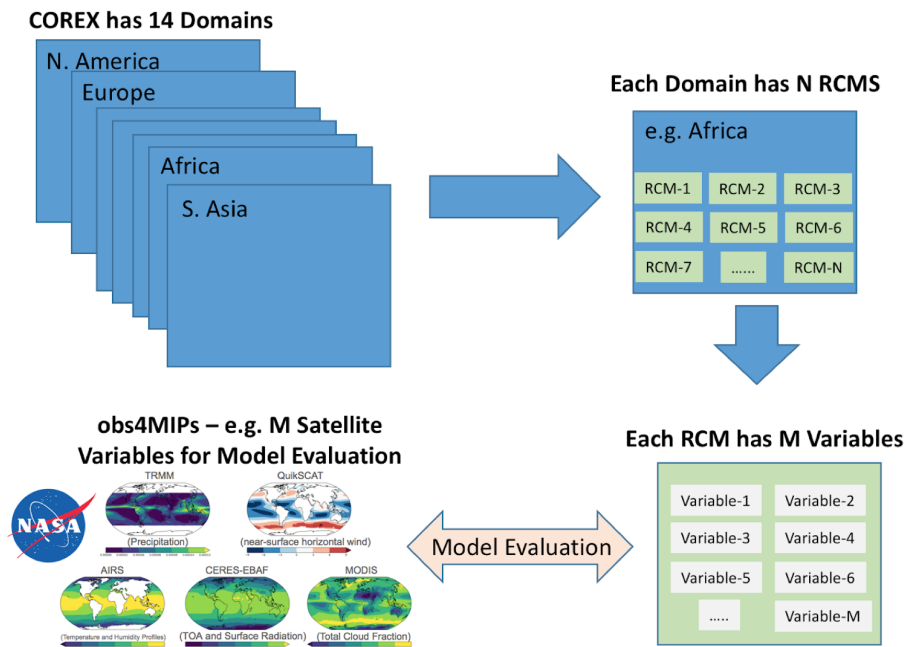 COREX has 14 Domains
N. America
Europe
Africa
S. Asia
Each Domain has N RCMS
e.g. Africa
RCM-1 RCM-2 RCM-3
RCM-4 RCM-5 RCM-6
RCM-7 ...... RCM-N
Each RCM has M Variables
Variable-1 Variable-2
Variable-3 Variable-4
Variable-5 Variable-6
..... Variable-M
Model Evaluation
obs4MIPs – e.g. M Satellite
Variables for Model Evaluation
NASA
TRMM QuikSCAT
(Precipitation) (near-surface horizontal wind)
AIRS CERES-EBAF MODIS
(Temperature and Humidity Profiles) (TOA and Surface Radiation) (Total Cloud Fraction)